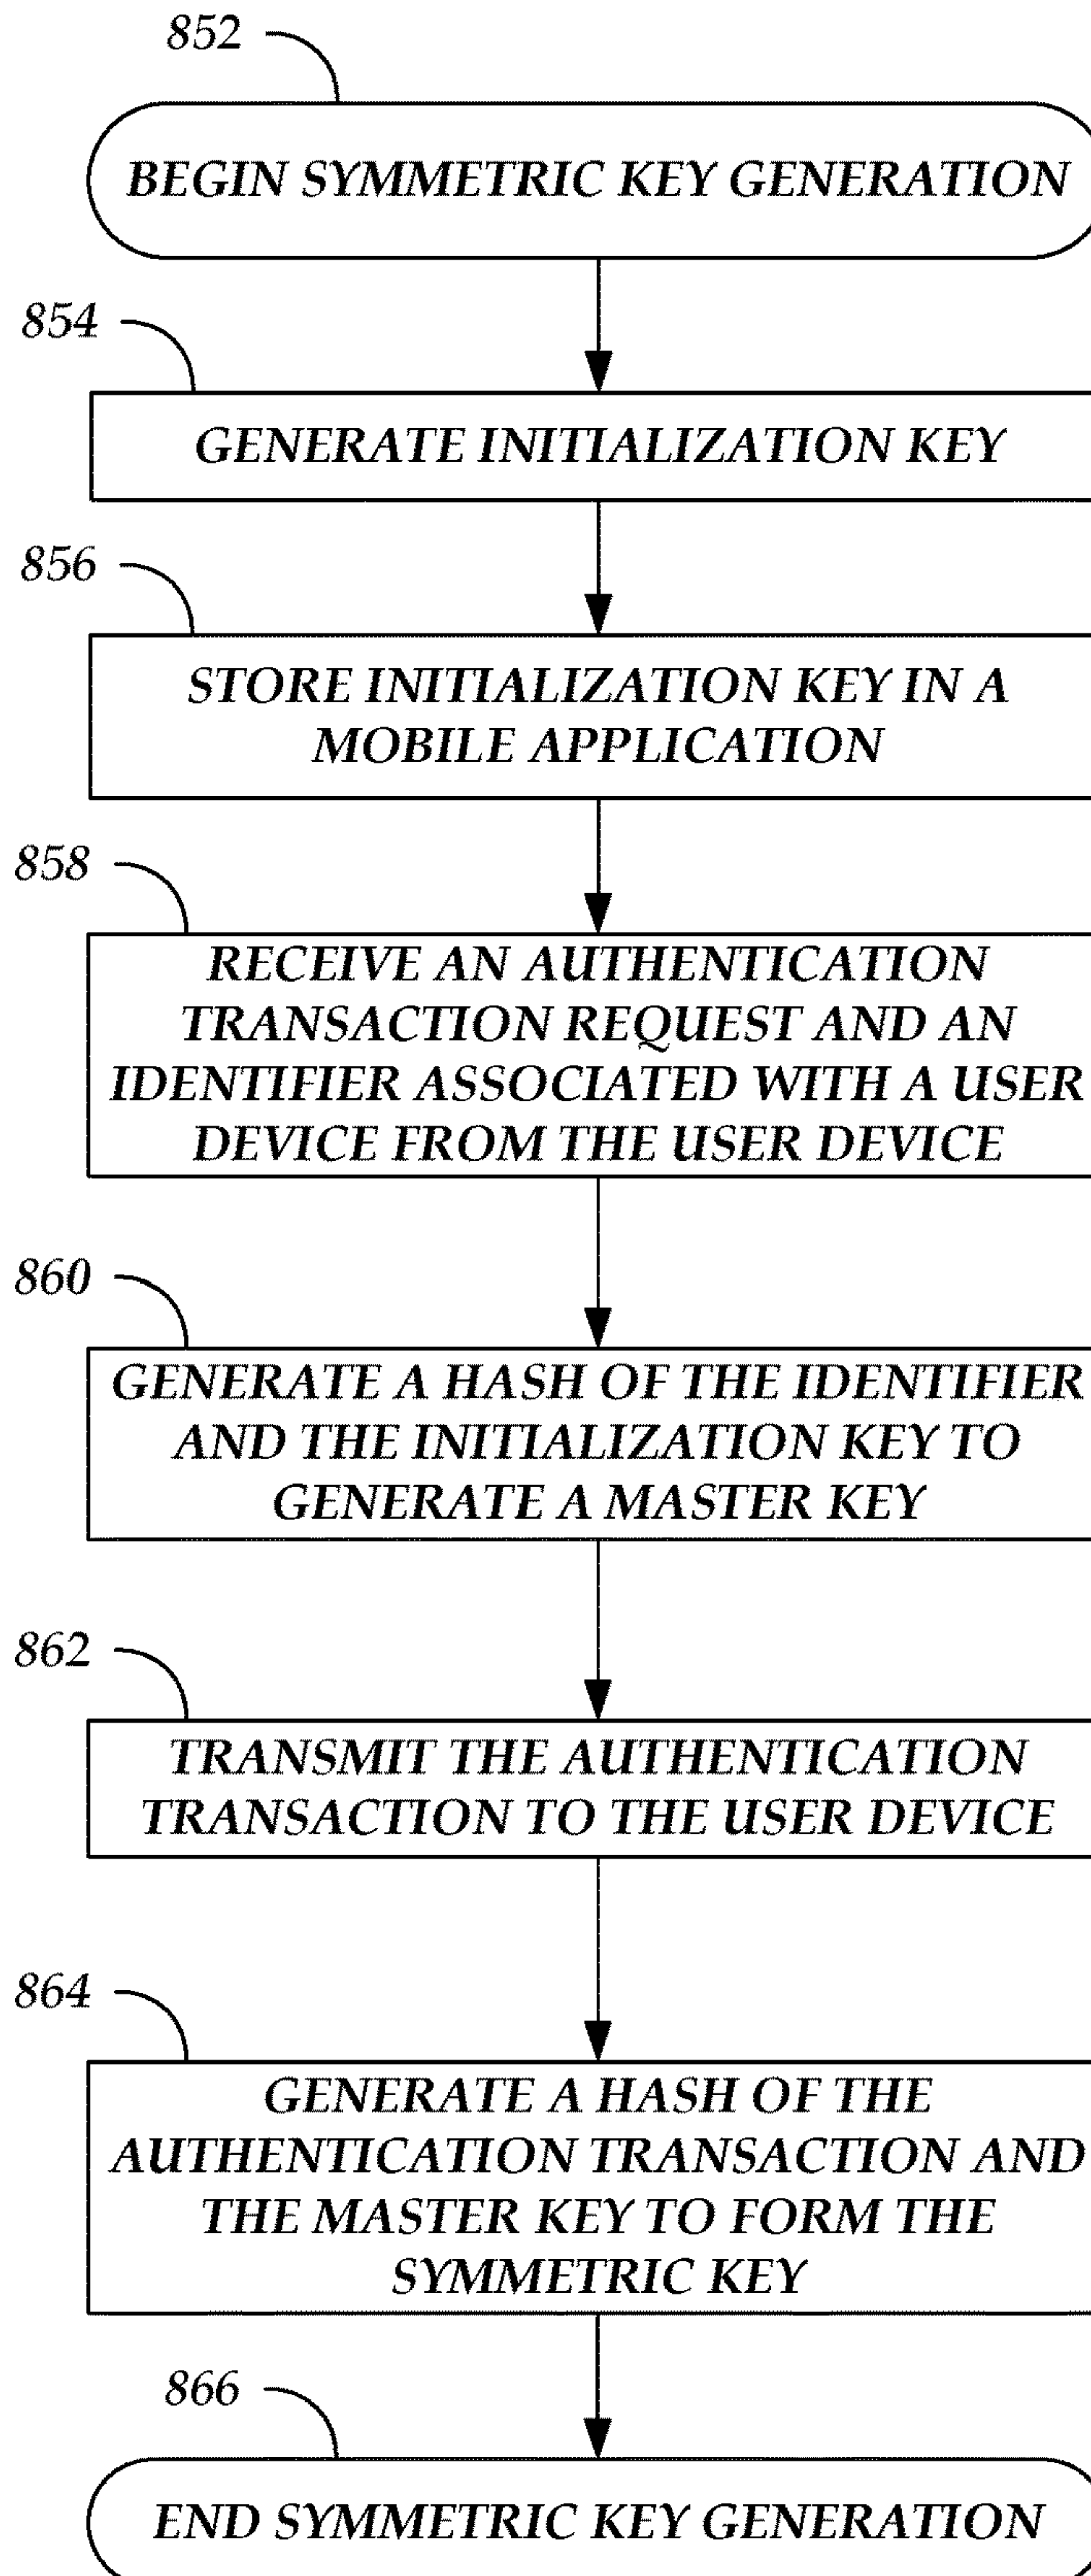 852
BEGIN SYMMETRIC KEY GENERATION
854
GENERATE INITIALIZATION KEY
856
STORE INITIALIZATION KEY IN A
MOBILE APPLICATION
858
RECEIVE AN AUTHENTICATION
TRANSACTION REQUEST AND AN
IDENTIFIER ASSOCIATED WITH A USER
DEVICE FROM THE USER DEVICE
860
GENERATE A HASH OF THE IDENTIFIER
AND THE INITIALIZATION KEY TO
GENERATE A MASTER KEY
862
TRANSMIT THE AUTHENTICATION
TRANSACTION TO THE USER DEVICE
864
GENERATE A HASH OF THE
AUTHENTICATION TRANSACTION AND
THE MASTER KEY TO FORM THE
SYMMETRIC KEY
866
END SYMMETRIC KEY GENERATION